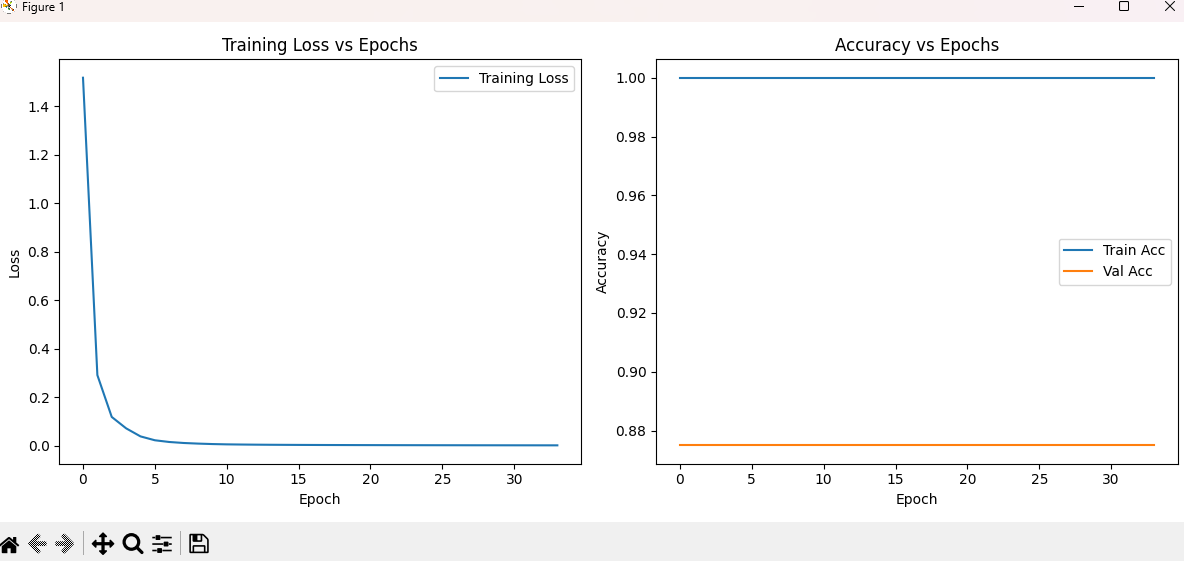 Figure 1
Training Loss vs Epochs
Training Loss
1.4
1.2
1.0
0.8
0.6
0.4
0.2
0.0
Loss
0 5 10 15 20 25 30
Epoch
Accuracy vs Epochs
1.00
0.98
0.96
0.94
0.92
0.90
0.88
Accuracy
Train Acc
Val Acc
0 5 10 15 20 25 30
Epoch